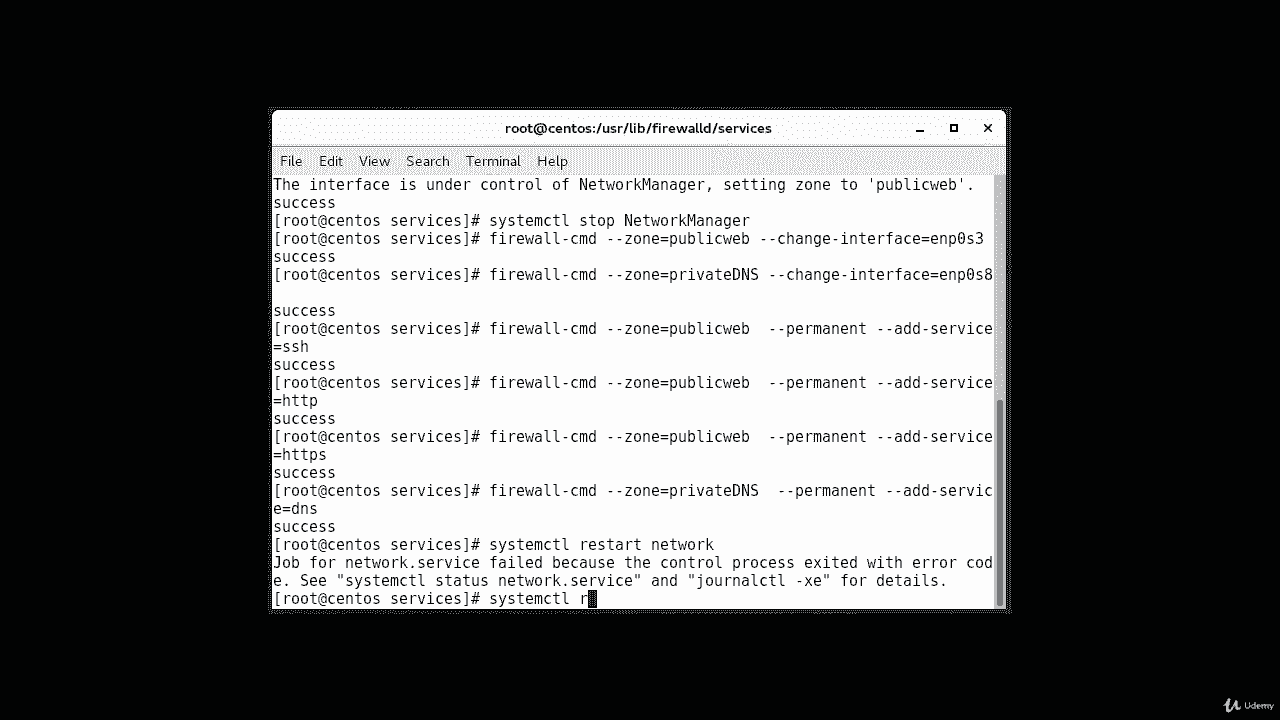 root@centos:/usr/lib/firewalld/services
File Edit View Search Terminal Help
The interface is under control of NetworkManager, setting zone to 'publicweb'.
success
[root@centos services]# systemctl stop NetworkManager
[root@centos services]# firewall-cmd --zone=publicweb --change-interface=enp0s3
success
[root@centos services]# firewall-cmd --zone=privateDNS --change-interface=enp0s8
success
[root@centos services]# firewall-cmd --zone=publicweb  --permanent --add-service
=ssh
success
[root@centos services]# firewall-cmd --zone=publicweb  --permanent --add-service
=http
success
[root@centos services]# firewall-cmd --zone=publicweb  --permanent --add-service
=https
success
[root@centos services]# firewall-cmd --zone=privateDNS  --permanent --add-servic
e=dns
success
[root@centos services]# systemctl restart network
Job for network.service failed because the control process exited with error cod
e. See "systemctl status network.service" and "journalctl -xe" for details.
[root@centos services]# systemctl r
Udemy